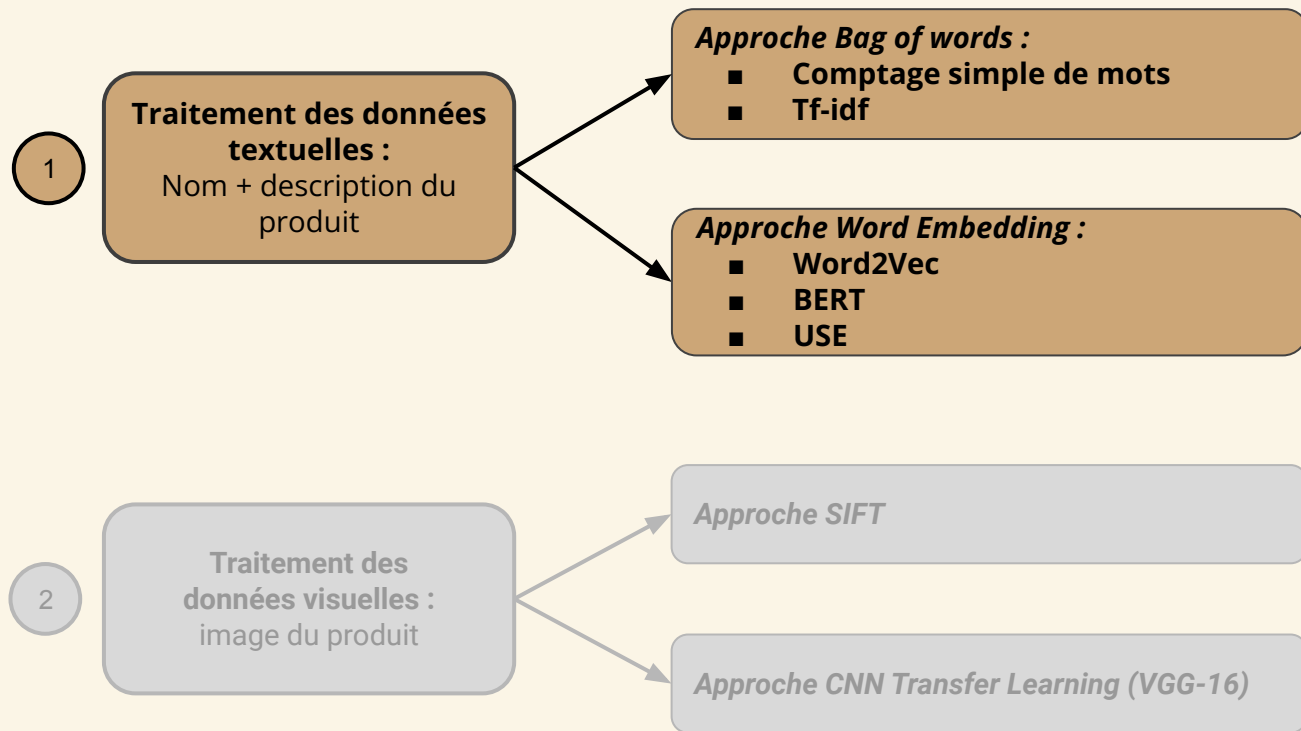 1
Traitement des données
textuelles :
Nom + description du
produit
Approche Bag of words :
■ Comptage simple de mots
■ Tf-idf
Approche Word Embedding :
■ Word2Vec
■ BERT
■ USE
2
Traitement des
données visuelles :
image du produit
Approche SIFT
Approche CNN Transfer Learning (VGG-16)